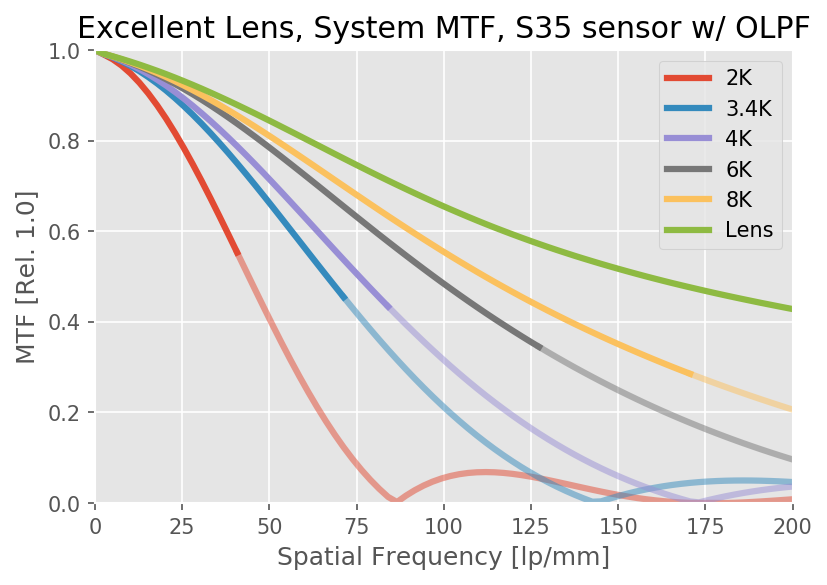 Excellent Lens, System MTF, S35 sensor w/ OLPF
MTF [Rel. 1.0]
1.0
0.8
0.6
0.4
0.2
0.0
2K
3.4K
4K
6K
8K
Lens
0 25 50 75 100 125 150 175 200
Spatial Frequency [lp/mm]